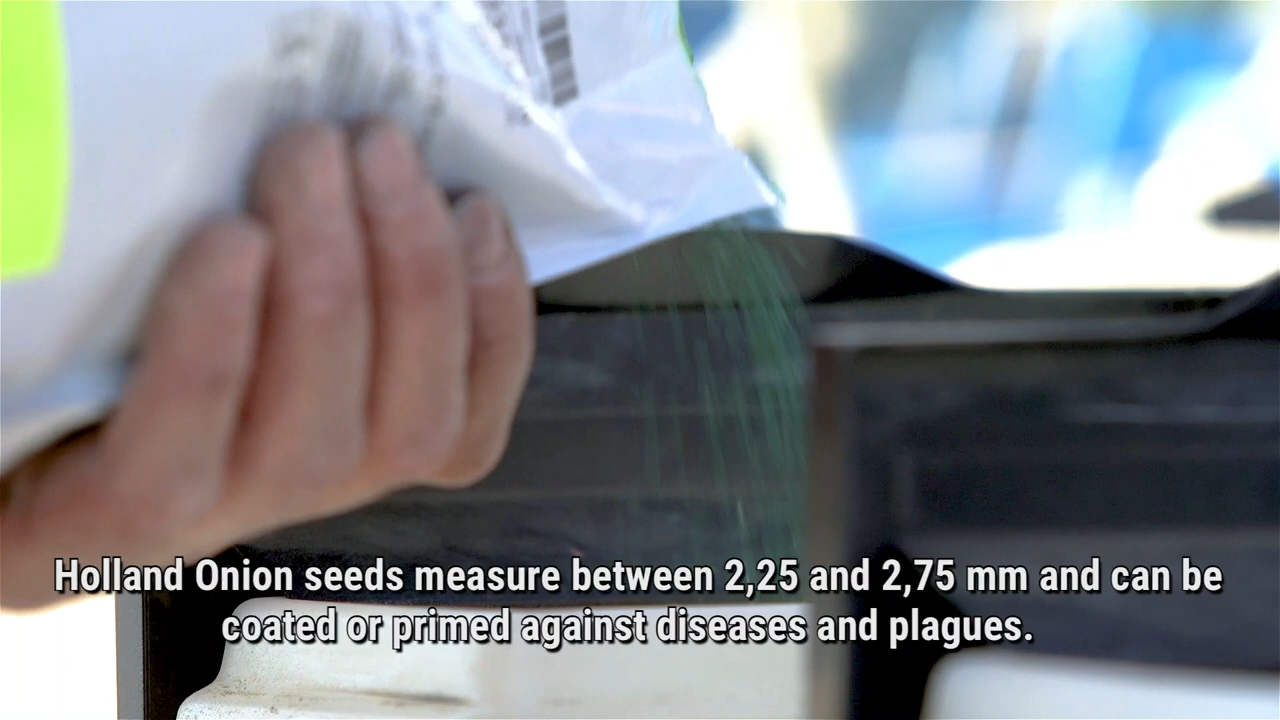 Holland Onion seeds measure between 2,25 and 2,75 mm and can be
coated or primed against diseases and plagues.